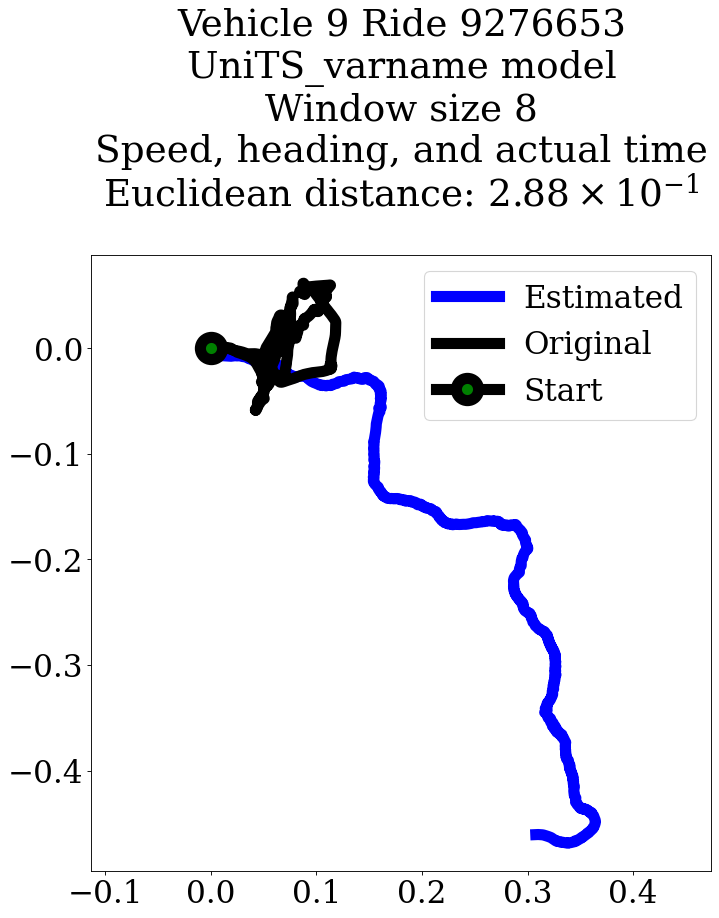 Vehicle 9 Ride 9276653
UniTS_varname model
Window size 8
Speed, heading, and actual time
Euclidean distance: 2.88 × 10⁻¹
Estimated
Original
Start
0.0
−0.1
−0.2
−0.3
−0.4
−0.1 0.0 0.1 0.2 0.3 0.4